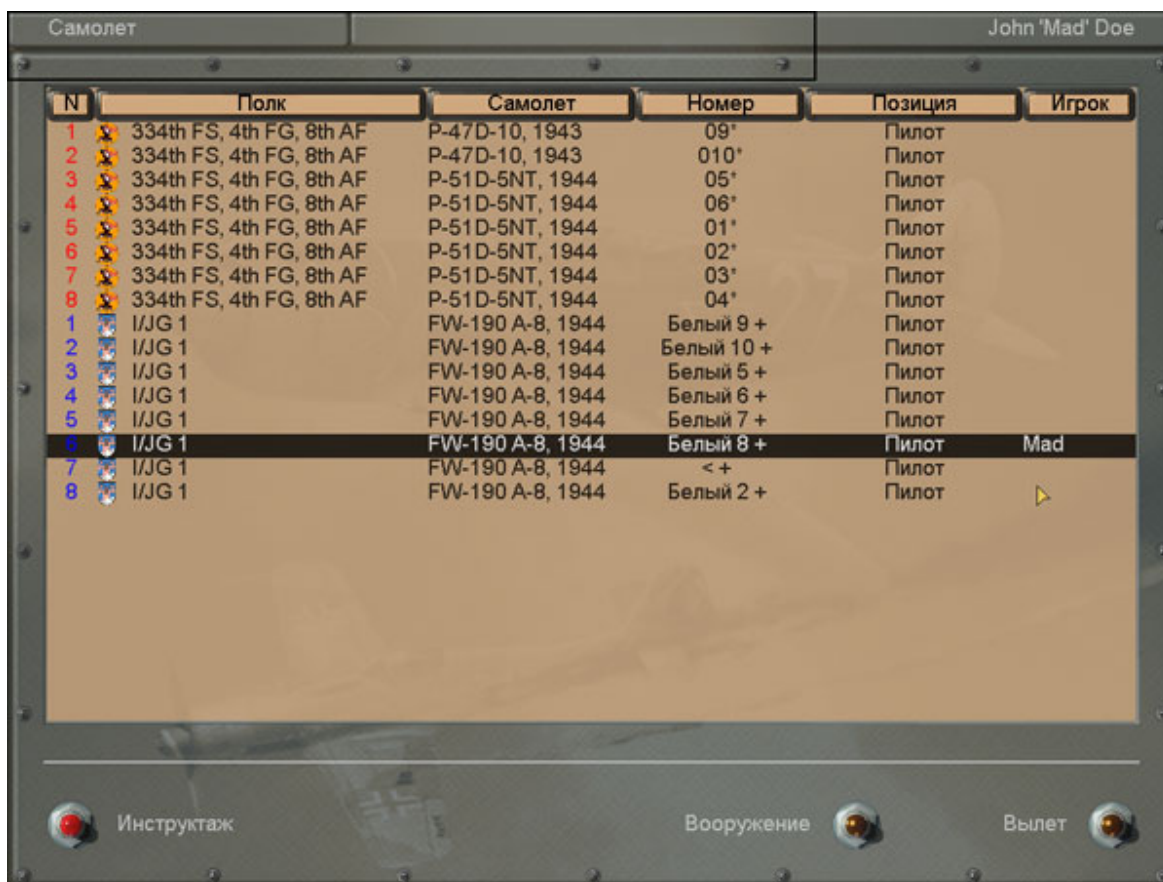 Самолет John 'Mad' Doe
N Полк Самолет Номер Позиция Игрок
1 334th FS, 4th FG, 8th AF P-47D-10, 1943 09* Пилот
2 334th FS, 4th FG, 8th AF P-47D-10, 1943 010* Пилот
3 334th FS, 4th FG, 8th AF P-51D-5NT, 1944 05* Пилот
4 334th FS, 4th FG, 8th AF P-51D-5NT, 1944 06* Пилот
5 334th FS, 4th FG, 8th AF P-51D-5NT, 1944 01* Пилот
6 334th FS, 4th FG, 8th AF P-51D-5NT, 1944 02* Пилот
7 334th FS, 4th FG, 8th AF P-51D-5NT, 1944 03* Пилот
8 334th FS, 4th FG, 8th AF P-51D-5NT, 1944 04* Пилот
1 I/JG 1 FW-190 A-8, 1944 Белый 9 + Пилот
2 I/JG 1 FW-190 A-8, 1944 Белый 10 + Пилот
3 I/JG 1 FW-190 A-8, 1944 Белый 5 + Пилот
4 I/JG 1 FW-190 A-8, 1944 Белый 6 + Пилот
5 I/JG 1 FW-190 A-8, 1944 Белый 7 + Пилот
6 I/JG 1 FW-190 A-8, 1944 Белый 8 + Пилот Mad
7 I/JG 1 FW-190 A-8, 1944 < + Пилот
8 I/JG 1 FW-190 A-8, 1944 Белый 2 + Пилот
Инструктаж Вооружение Вылет